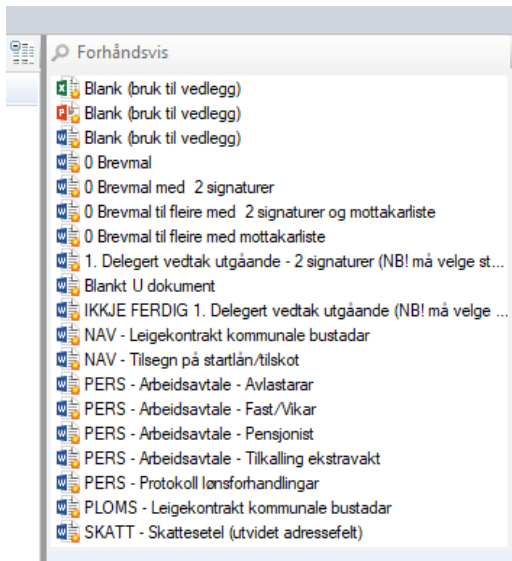 Forhåndsvis
Blank (bruk til vedlegg)
Blank (bruk til vedlegg)
Blank (bruk til vedlegg)
0 Brevmal
0 Brevmal med  2 signaturer
0 Brevmal til fleire med  2 signaturer og mottakarliste
0 Brevmal til fleire med mottakarliste
1. Delegert vedtak utgåande - 2 signaturer (NB! må velge st...
Blankt U dokument
IKKJE FERDIG 1. Delegert vedtak utgåande (NB! må velge ...
NAV - Leigekontrakt kommunale bustadar
NAV - Tilsegn på startlån/tilskot
PERS - Arbeidsavtale - Avlastarar
PERS - Arbeidsavtale - Fast/Vikar
PERS - Arbeidsavtale - Pensjonist
PERS - Arbeidsavtale - Tilkalling ekstravakt
PERS - Protokoll lønsforhandlingar
PLOMS - Leigekontrakt kommunale bustadar
SKATT - Skattesetel (utvidet adressefelt)